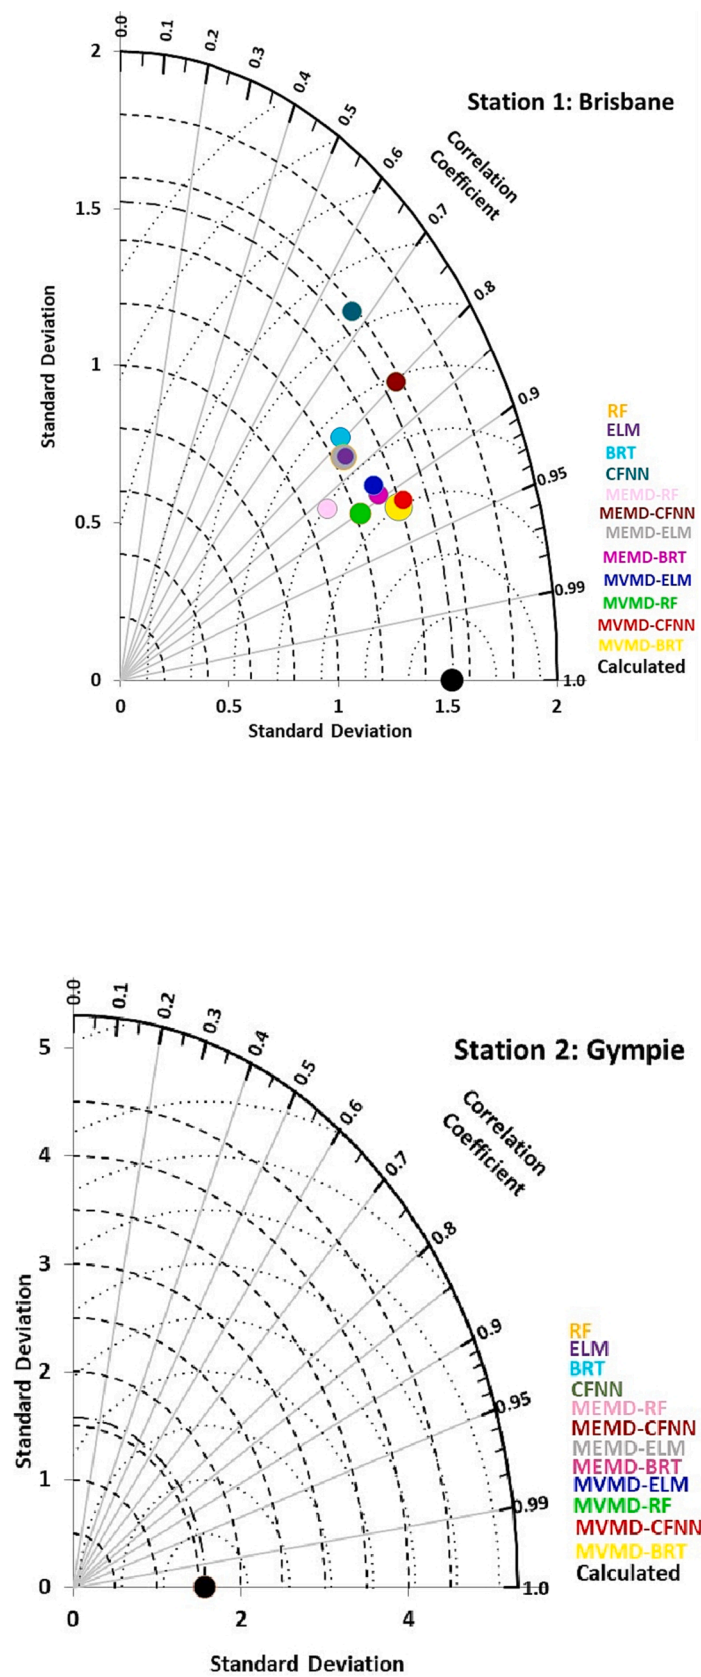 0.0
0.1
0.2
0.3
0.4
0.5
0.6
0.7
0.8
0.9
0.95
0.99
1.0
Station 1: Brisbane
Correlation
Coefficient
2
1.5
1
0.5
0
Standard Deviation
0
0.5
1
1.5
2
Standard Deviation
RF
ELM
BRT
CFNN
MEMD-RF
MEMD-CFNN
MEMD-ELM
MEMD-BRT
MVMD-ELM
MVMD-RF
MVMD-CFNN
MVMD-BRT
Calculated
0.0
0.1
0.2
0.3
0.4
0.5
0.6
0.7
0.8
0.9
0.95
0.99
1.0
Station 2: Gympie
Correlation
Coefficient
5
4
3
2
1
0
Standard Deviation
0
2
4
Standard Deviation
RF
ELM
BRT
CFNN
MEMD-RF
MEMD-CFNN
MEMD-ELM
MEMD-BRT
MVMD-ELM
MVMD-RF
MVMD-CFNN
MVMD-BRT
Calculated